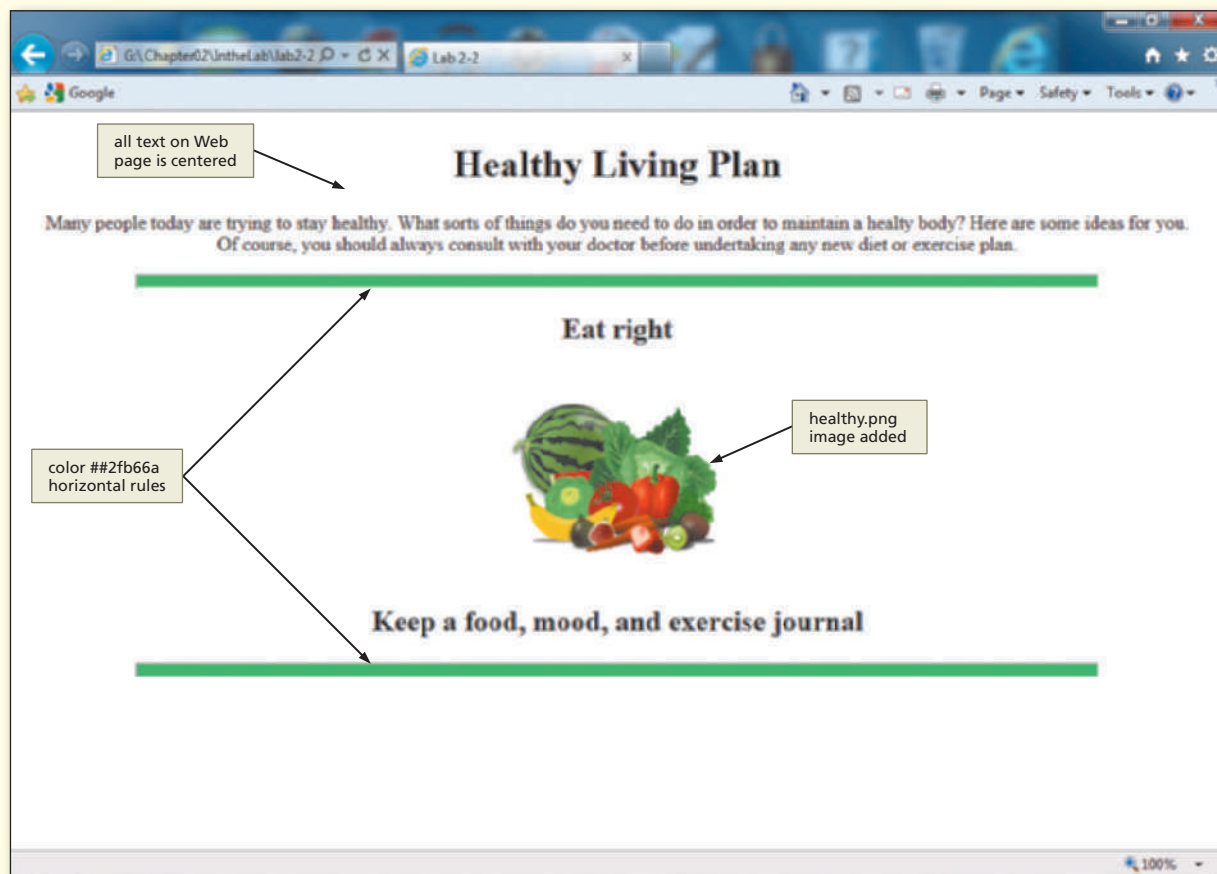 G:\Chapter02\IntheLab\lab2-2
Lab 2-2
Google
Page
Safety
Tools
all text on Web
page is centered
Healthy Living Plan
Many people today are trying to stay healthy. What sorts of things do you need to do in order to maintain a healty body? Here are some ideas for you.
Of course, you should always consult with your doctor before undertaking any new diet or exercise plan.
Eat right
healthy.png
image added
color ##2fb66a
horizontal rules
Keep a food, mood, and exercise journal
100%